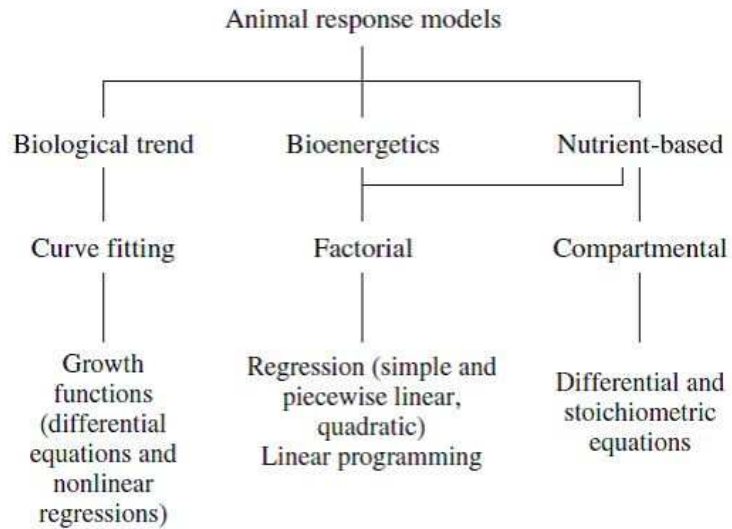 Animal response models
Biological trend
Bioenergetics
Nutrient-based
Curve fitting
Factorial
Compartmental
Growth
functions
(differential
equations and
nonlinear
regressions)
Regression (simple and
piecewise linear,
quadratic)
Linear programming
Differential and
stoichiometric
equations